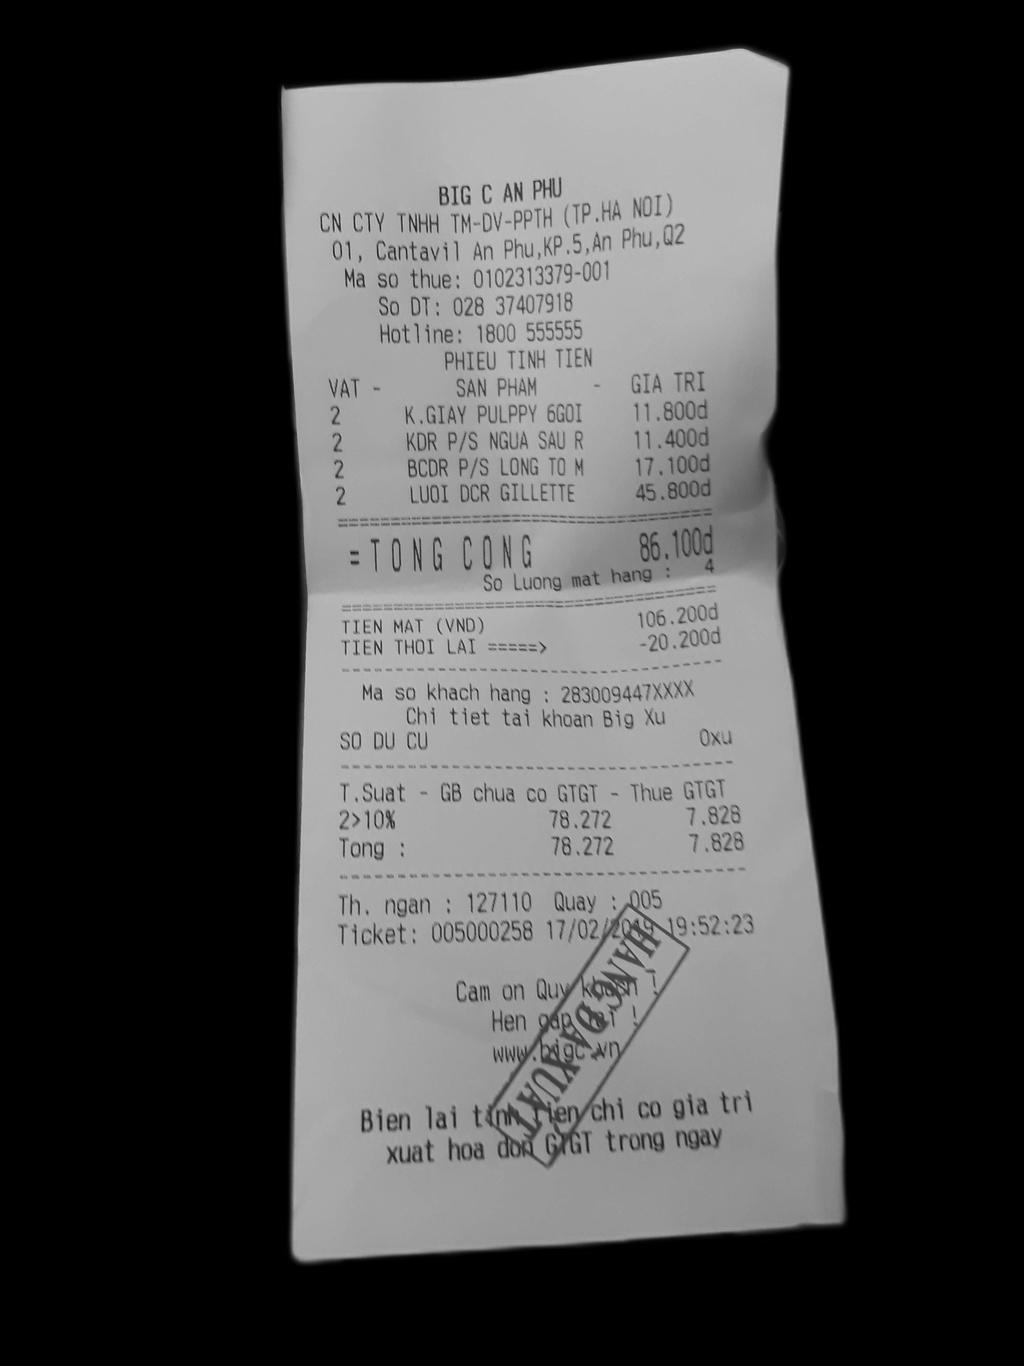 BIG C AN PHU
CN CTY TNHH TM-DV-PPTH (TP.HA NOI)
01, Cantavil An Phu,KP.5,An Phu,Q2
Ma so thue: 0102313379-001
So DT: 028 37407918
Hotline: 1800 555555
PHIEU TINH TIEN
VAT - SAN PHAM - GIA TRI
2 K.GIAY PULPPY 6GOI 11.800d
2 KDR P/S NGUA SAU R 11.400d
2 BCDR P/S LONG TO M 17.100d
2 LUOI DCR GILLETTE 45.800d
=TONG CONG 86.100d
So Luong mat hang : 4
TIEN MAT (VND) 106.200d
TIEN THOI LAI =====> -20.200d
Ma so khach hang : 283009447XXXX
Chi tiet tai khoan Big Xu
SO DU CU 0xu
T.Suat - GB chua co GTGT - Thue GTGT
2>10% 78.272 7.828
Tong : 78.272 7.828
Th. ngan : 127110 Quay : 005
Ticket: 005000258 17/02/2019 19:52:23
Cam on Quy khach !
Hen gap lai !
www.bigc.vn
Bien lai tinh tien chi co gia tri
xuat hoa don GTGT trong ngay
HÀNG ĐÃ XUẤT